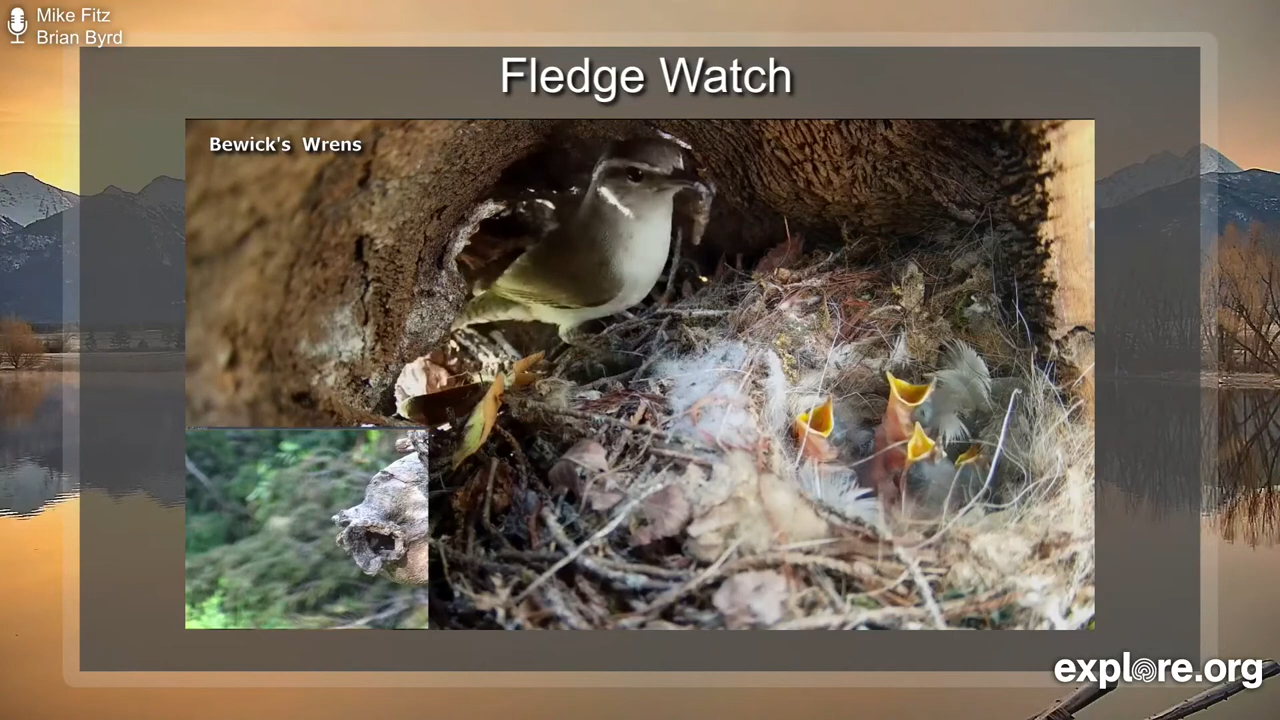 Mike Fitz
Brian Byrd
Fledge Watch
Bewick's Wrens
explore.org